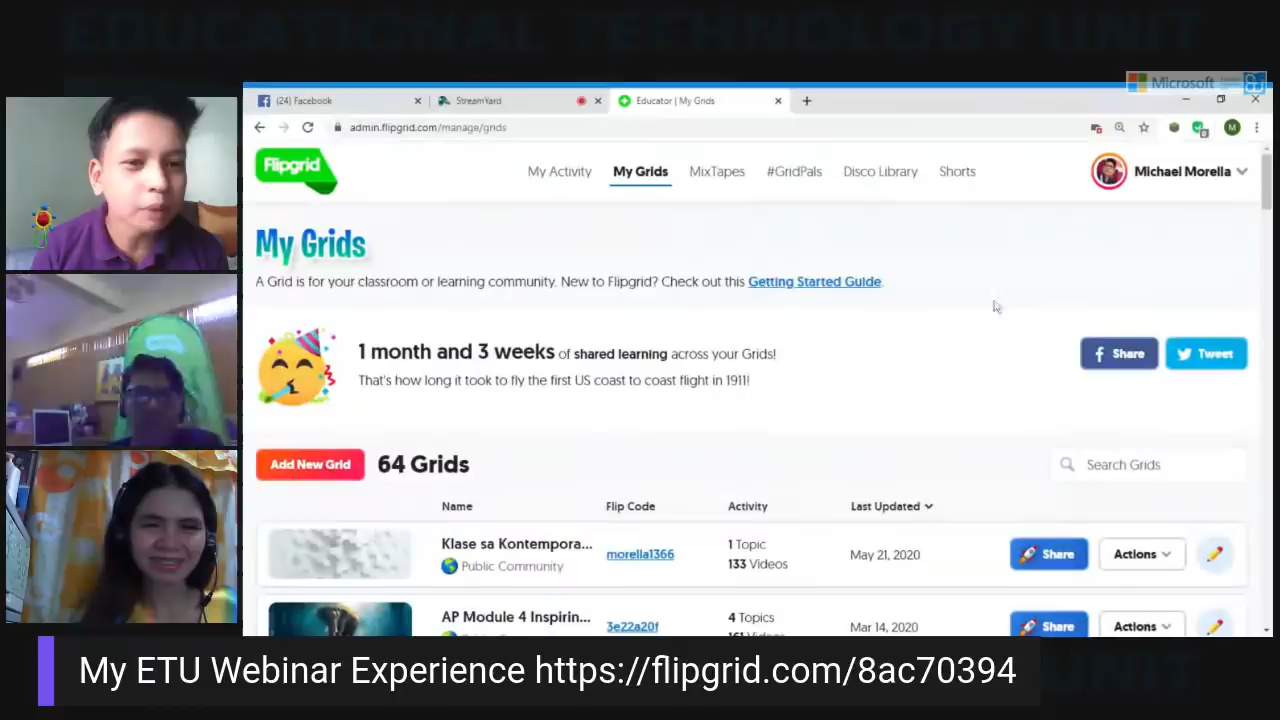 EDUCATIONAL TECHNOLOGY UNIT
Microsoft
(24) Facebook
StreamYard
Educator | My Grids
admin.flipgrid.com/manage/grids
M
Flipgrid
My Activity
My Grids
MixTapes
#GridPals
Disco Library
Shorts
Michael Morella
My Grids
A Grid is for your classroom or learning community. New to Flipgrid? Check out this Getting Started Guide.
1 month and 3 weeks of shared learning across your Grids!
That's how long it took to fly the first US coast to coast flight in 1911!
Share
Tweet
Add New Grid
64 Grids
Search Grids
Name
Flip Code
Activity
Last Updated
Klase sa Kontempora...
Public Community
morella1366
1 Topic
133 Videos
May 21, 2020
Share
Actions
AP Module 4 Inspirin...
3e22a20f
4 Topics
Mar 14, 2020
Share
Actions
My ETU Webinar Experience https://flipgrid.com/8ac70394
UNIT